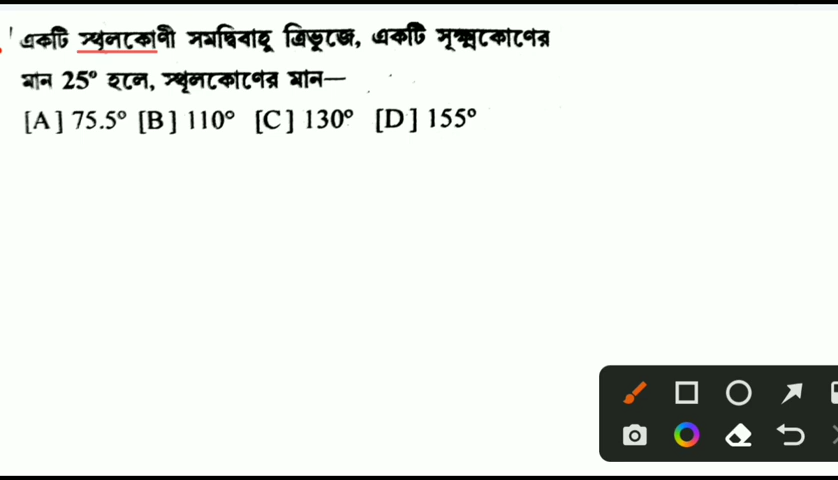 একটি স্থূলকোণী সমদ্বিবাহু ত্রিভুজে, একটি সূক্ষ্মকোণের
মান 25° হলে, স্থূলকোণের মান—
[A] 75.5° [B] 110° [C] 130° [D] 155°